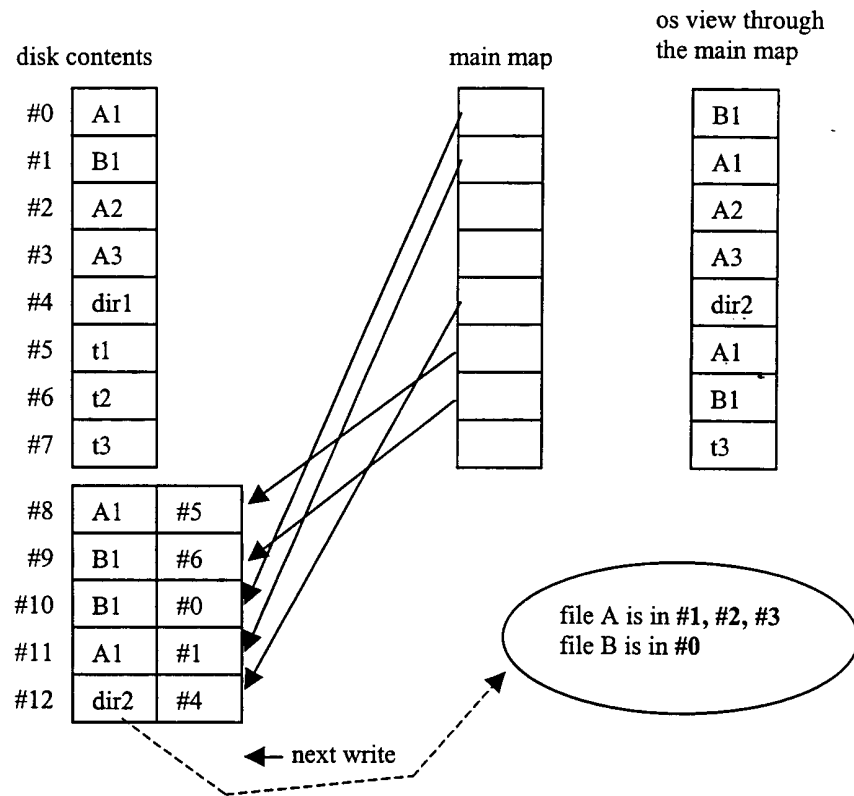 os view through
the main map
disk contents
main map
#0 A1
#1 B1
#2 A2
#3 A3
#4 dir1
#5 t1
#6 t2
#7 t3
B1
A1
A2
A3
dir2
A1
B1
t3
#8 A1 #5
#9 B1 #6
#10 B1 #0
#11 A1 #1
#12 dir2 #4
file A is in #1, #2, #3
file B is in #0
next write